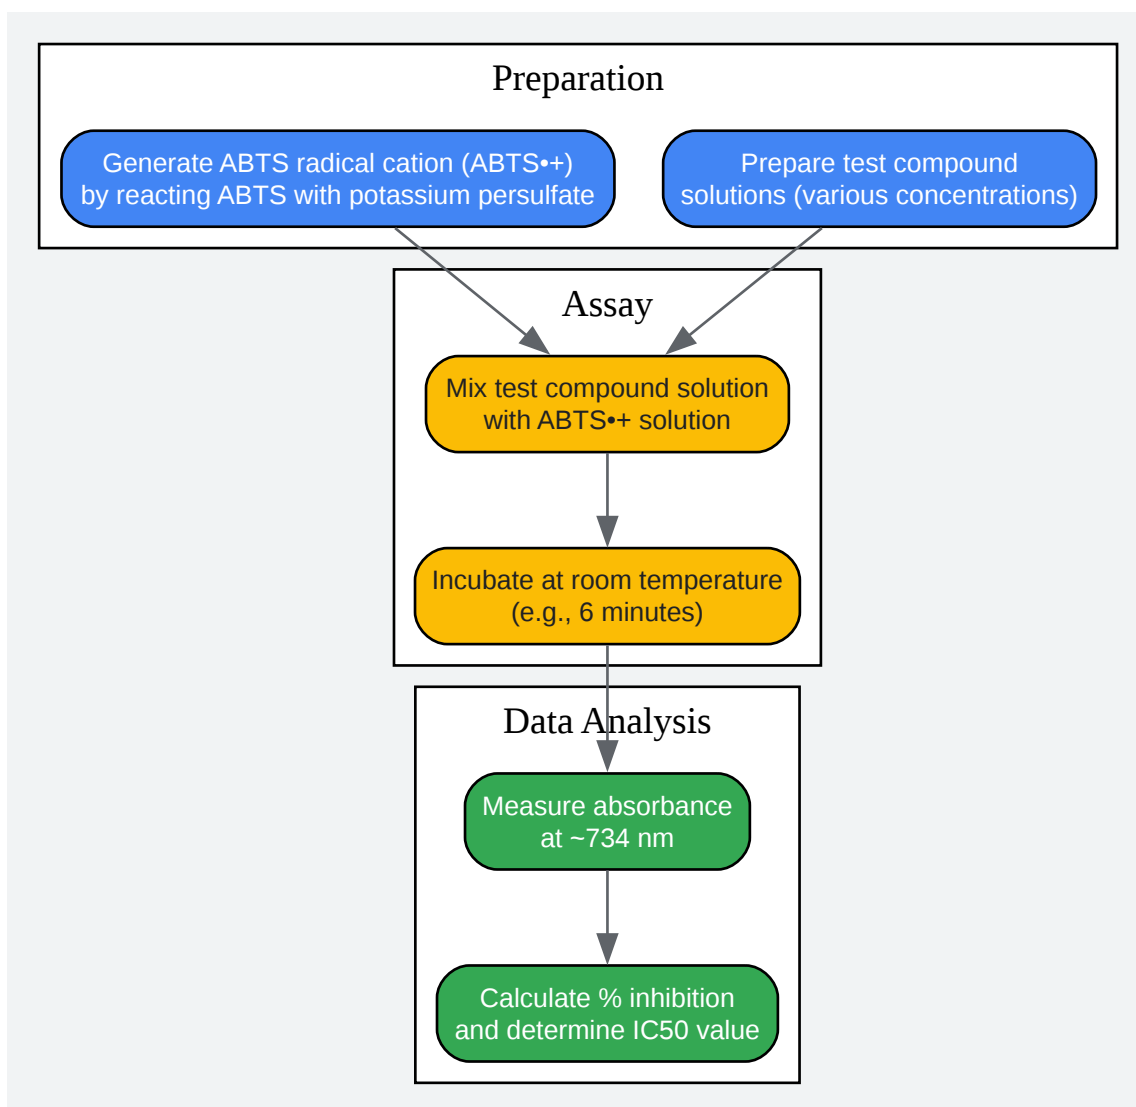 Preparation
Generate ABTS radical cation (ABTS•+)
by reacting ABTS with potassium persulfate
Prepare test compound
solutions (various concentrations)
Assay
Mix test compound solution
with ABTS•+ solution
Incubate at room temperature
(e.g., 6 minutes)
Data Analysis
Measure absorbance
at ~734 nm
Calculate % inhibition
and determine IC50 value